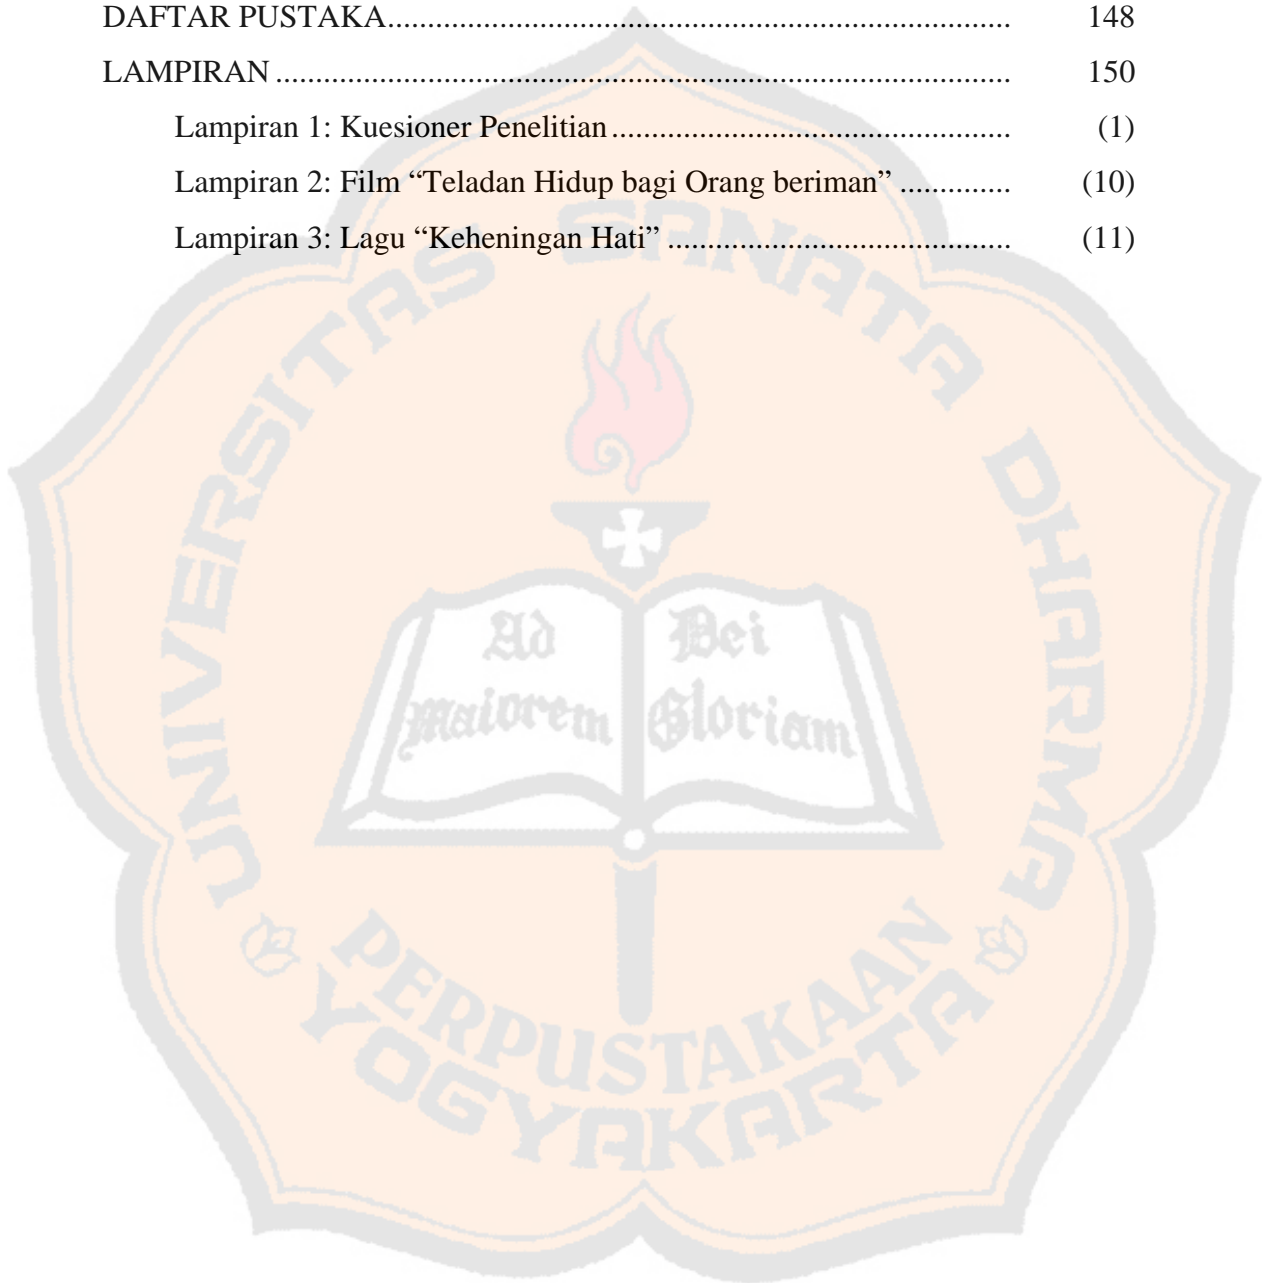 DAFTAR PUSTAKA.............................................................................. 148
LAMPIRAN ............................................................................................ 150
Lampiran 1: Kuesioner Penelitian .................................................. (1)
Lampiran 2: Film “Teladan Hidup bagi Orang beriman” .............. (10)
Lampiran 3: Lagu “Keheningan Hati” ........................................... (11)
UNIVERSITAS SANATA DHARMA
Ad Dei
maiorem Gloriam
PERPUSTAKAAN
YOGYAKARTA